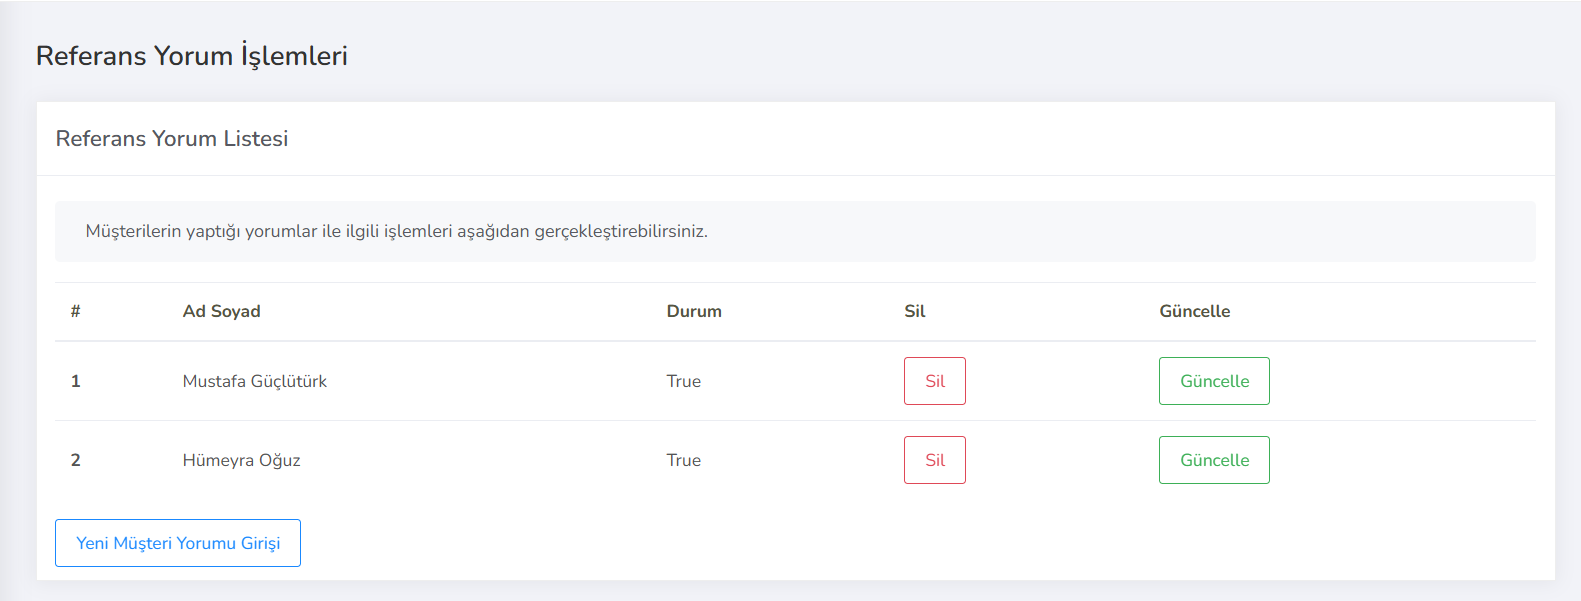 Referans Yorum İşlemleri
Referans Yorum Listesi
Müşterilerin yaptığı yorumlar ile ilgili işlemleri aşağıdan gerçekleştirebilirsiniz.
# Ad Soyad Durum Sil Güncelle
1 Mustafa Güçlütürk True Sil Güncelle
2 Hümeyra Oğuz True Sil Güncelle
Yeni Müşteri Yorumu Girişi